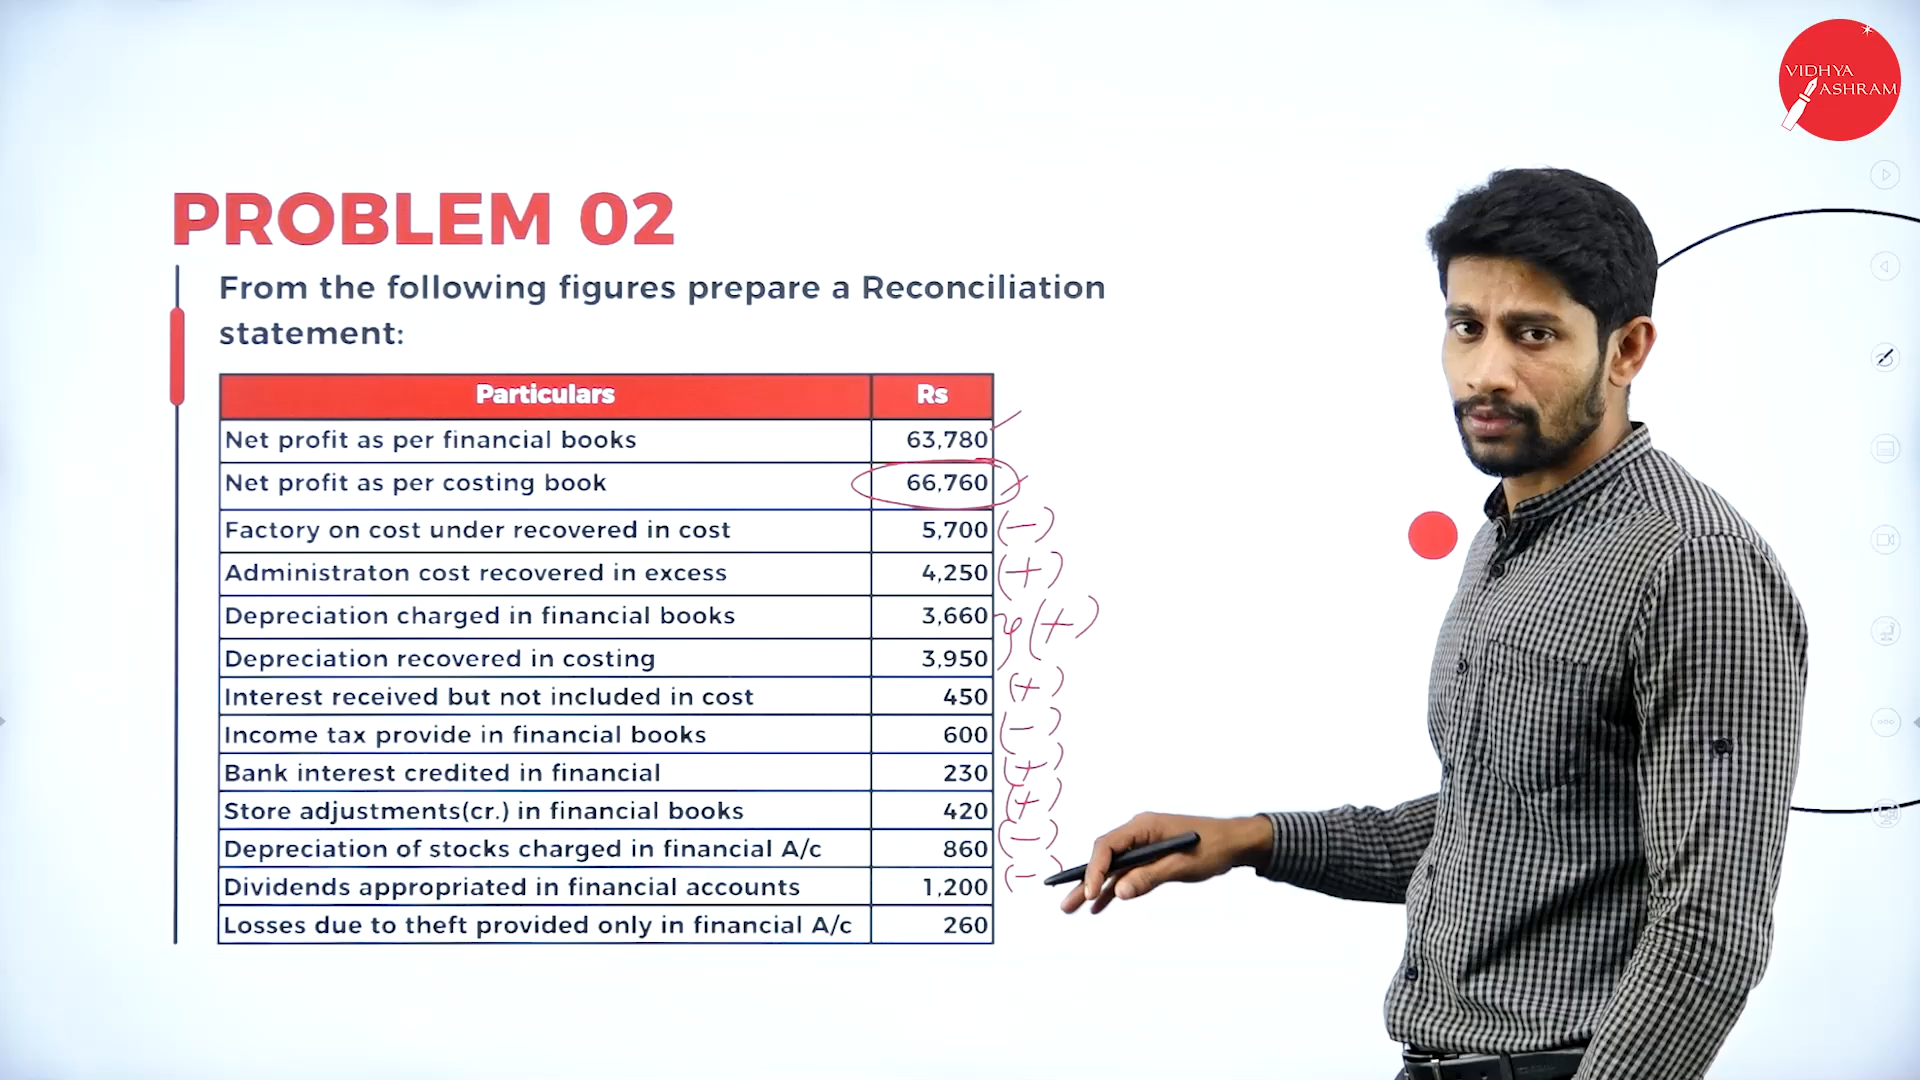 VIDHYA
ASHRAM
PROBLEM 02
From the following figures prepare a Reconciliation
statement:
Particulars Rs
Net profit as per financial books 63,780
Net profit as per costing book 66,760
Factory on cost under recovered in cost 5,700 (-)
Administraton cost recovered in excess 4,250 (+)
Depreciation charged in financial books 3,660 (+)
Depreciation recovered in costing 3,950
Interest received but not included in cost 450 (+)
Income tax provide in financial books 600 (-)
Bank interest credited in financial 230 (+)
Store adjustments(cr.) in financial books 420 (+)
Depreciation of stocks charged in financial A/c 860 (-)
Dividends appropriated in financial accounts 1,200 (-)
Losses due to theft provided only in financial A/c 260